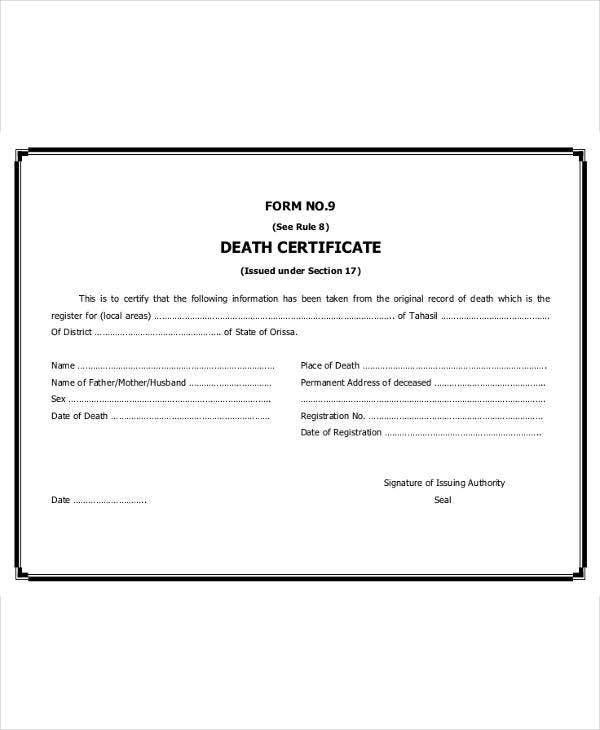 FORM NO.9
(See Rule 8)
DEATH CERTIFICATE
(Issued under Section 17)
This is to certify that the following information has been taken from the original record of death which is the
register for (local areas) ................................................................................ of Tahasil ....................................
Of District ........................................... of State of Orissa.
Name .................................................................
Name of Father/Mother/Husband ............................
Sex ....................................................................
Date of Death .....................................................
Place of Death .............................................................
Permanent Address of deceased .....................................
.................................................................................
Registration No. ..........................................................
Date of Registration ....................................................
Signature of Issuing Authority
Date .........................
Seal